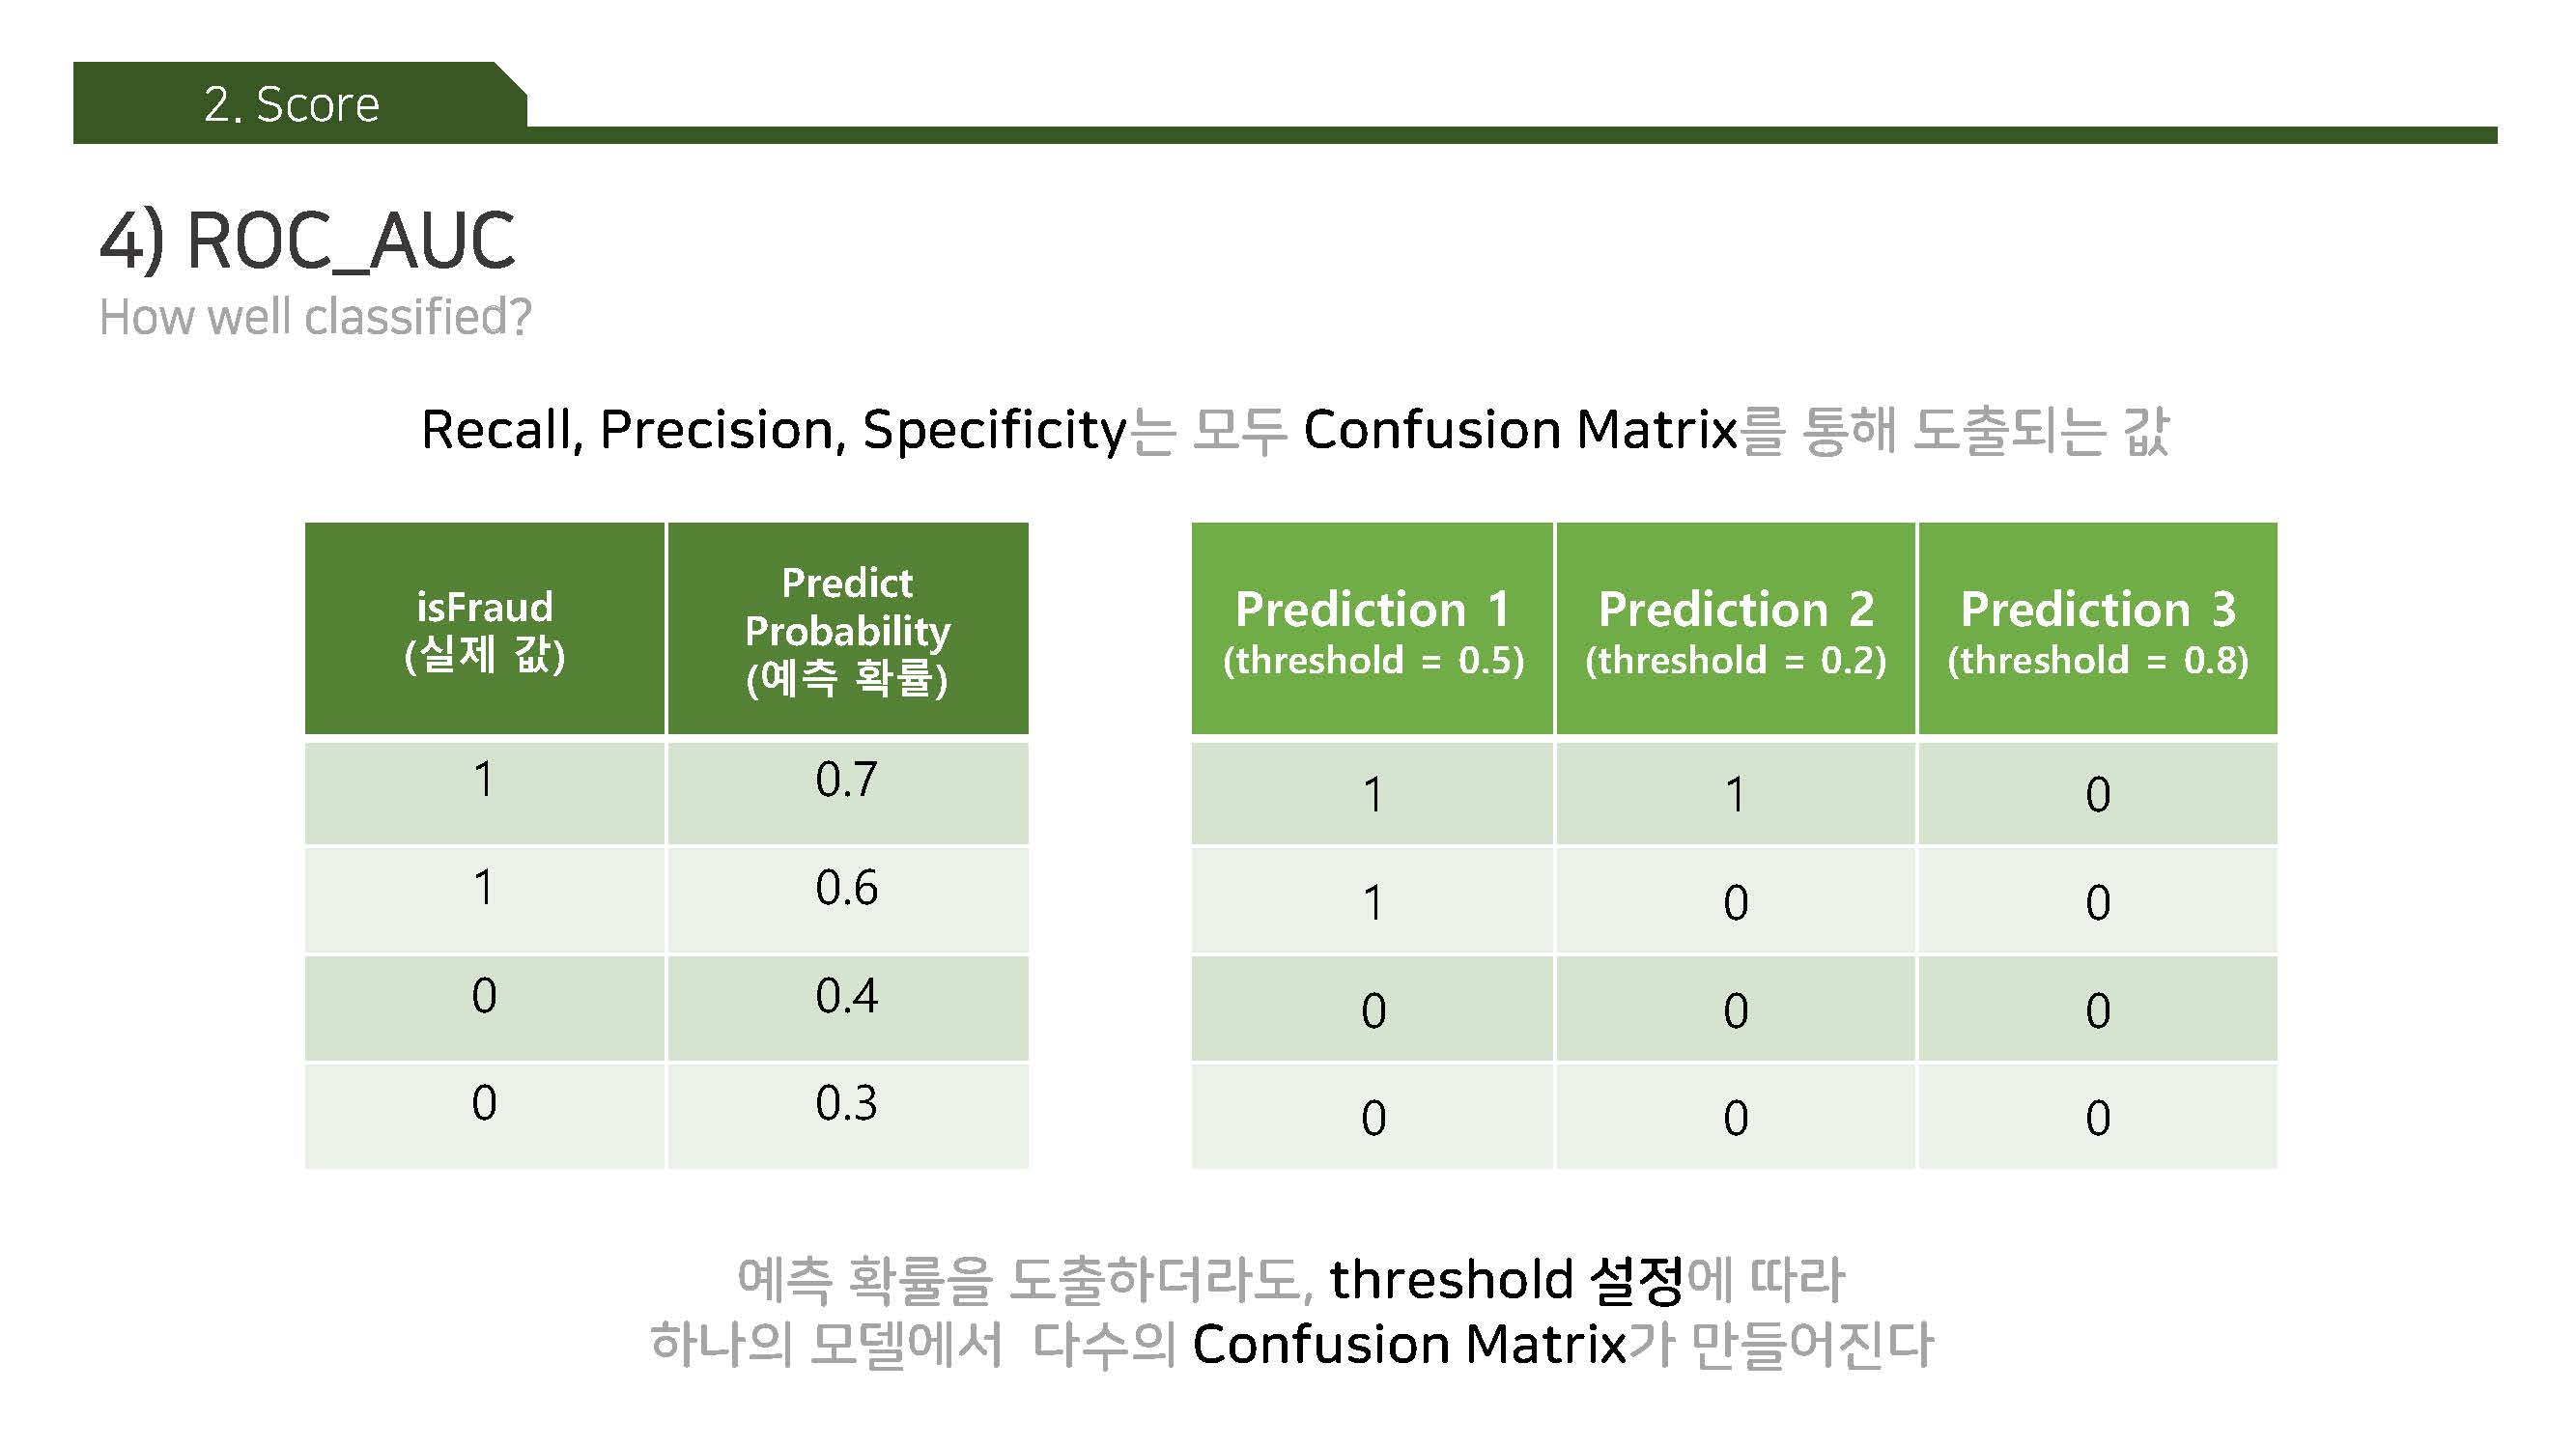 2. Score
4) ROC_AUC
How well classified?
Recall, Precision, Specificity는 모두 Confusion Matrix를 통해 도출되는 값
isFraud
(실제 값)
Predict
Probability
(예측 확률)
1 0.7
1 0.6
0 0.4
0 0.3
Prediction 1
(threshold = 0.5)
Prediction 2
(threshold = 0.2)
Prediction 3
(threshold = 0.8)
1 1 0
1 0 0
0 0 0
0 0 0
예측 확률을 도출하더라도, threshold 설정에 따라
하나의 모델에서 다수의 Confusion Matrix가 만들어진다